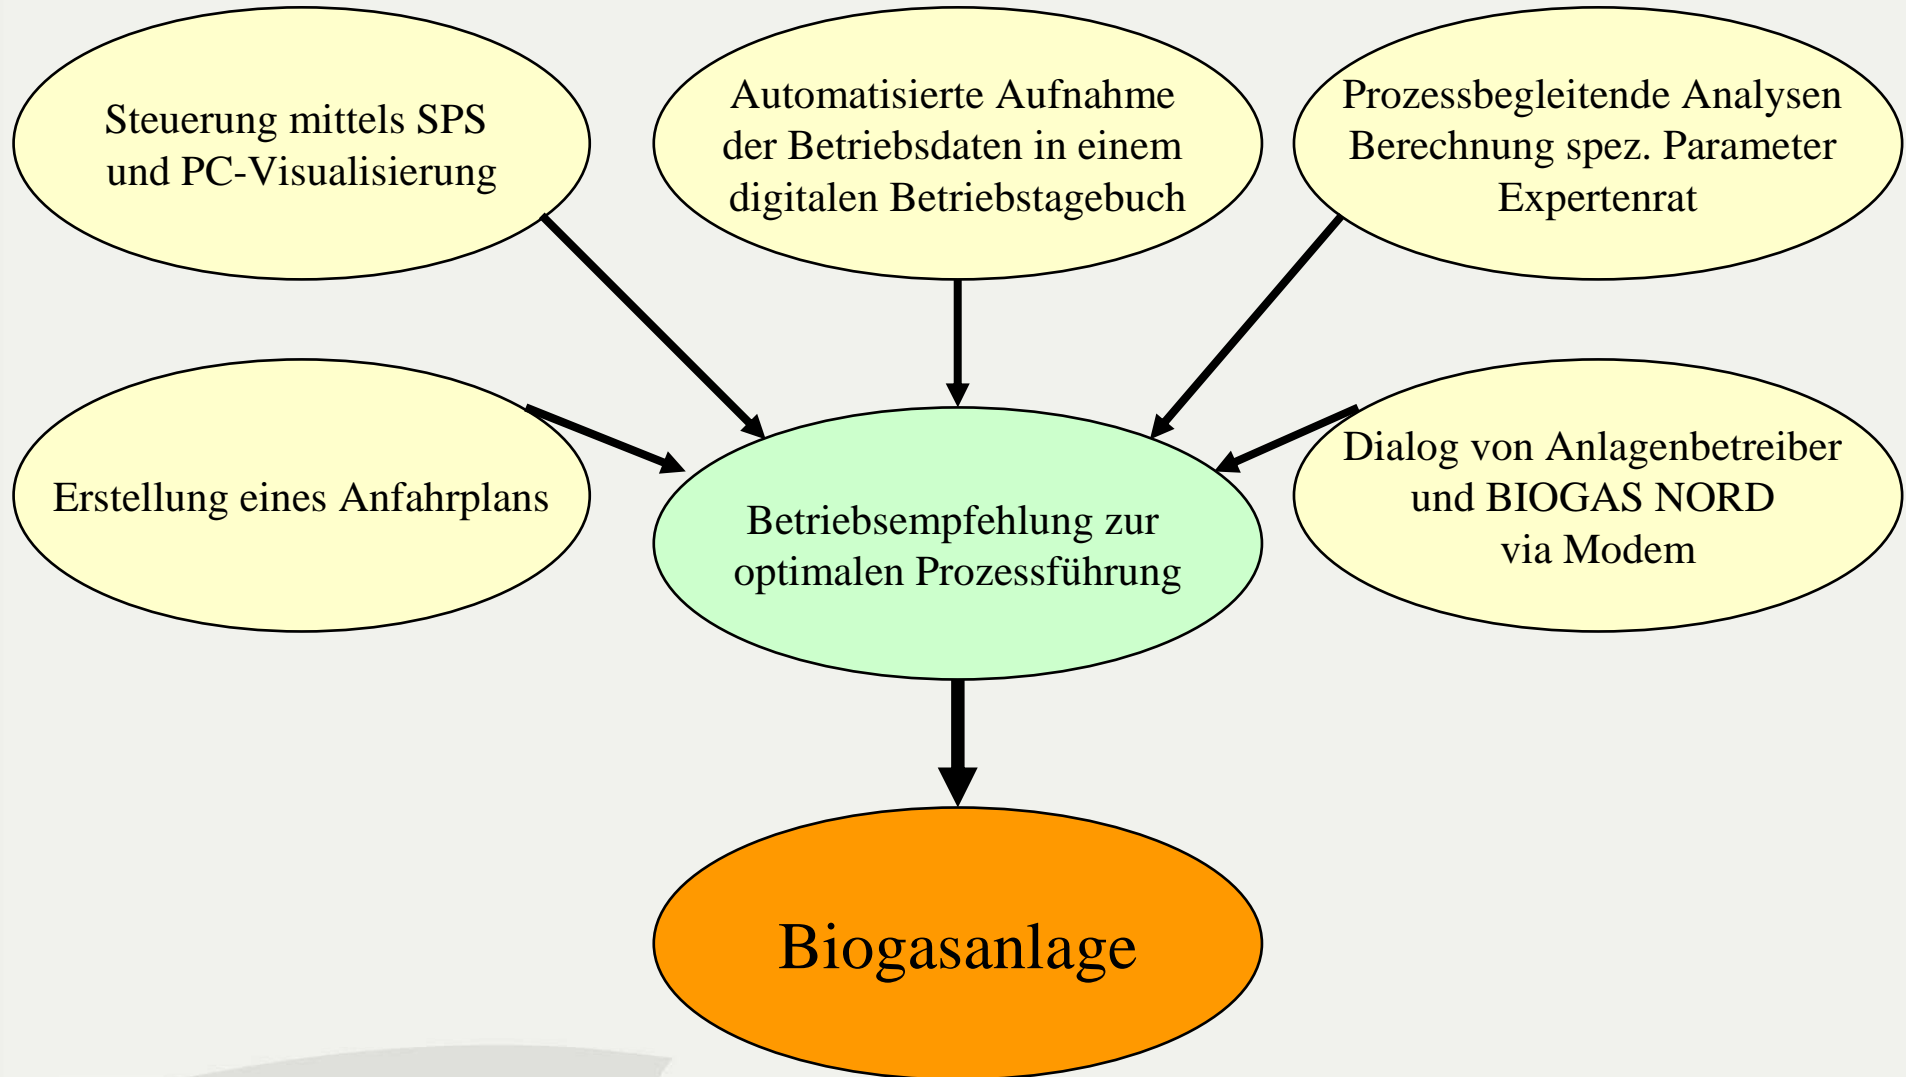 Steuerung mittels SPS
und PC-Visualisierung
Automatisierte Aufnahme
der Betriebsdaten in einem
digitalen Betriebstagebuch
Prozessbegleitende Analysen
Berechnung spez. Parameter
Expertenrat
Erstellung eines Anfahrplans
Betriebsempfehlung zur
optimalen Prozessführung
Dialog von Anlagenbetreiber
und BIOGAS NORD
via Modem
Biogasanlage